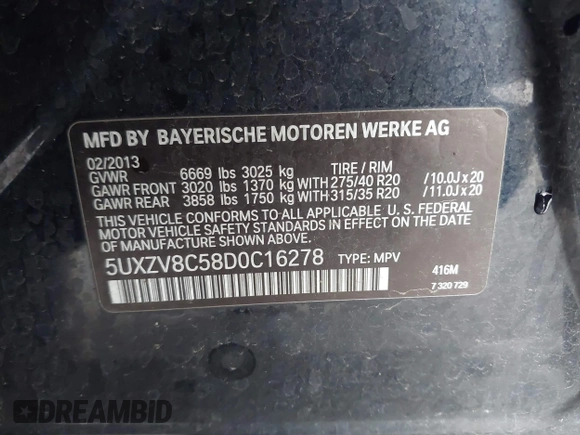 MFD BY BAYERISCHE MOTOREN WERKE AG
02/2013
GVWR 6669 lbs 3025 kg TIRE / RIM
GAWR FRONT 3020 lbs 1370 kg WITH 275/40 R20 / 10.0J x 20
GAWR REAR 3858 lbs 1750 kg WITH 315/35 R20 / 11.0J x 20
THIS VEHICLE CONFORMS TO ALL APPLICABLE U. S. FEDERAL
MOTOR VEHICLE SAFETY STANDARDS IN EFFECT ON THE
DATE OF MANUFACTURE SHOWN ABOVE.
5UXZV8C58D0C16278 TYPE: MPV
416M
7 320 729
DREAMBID